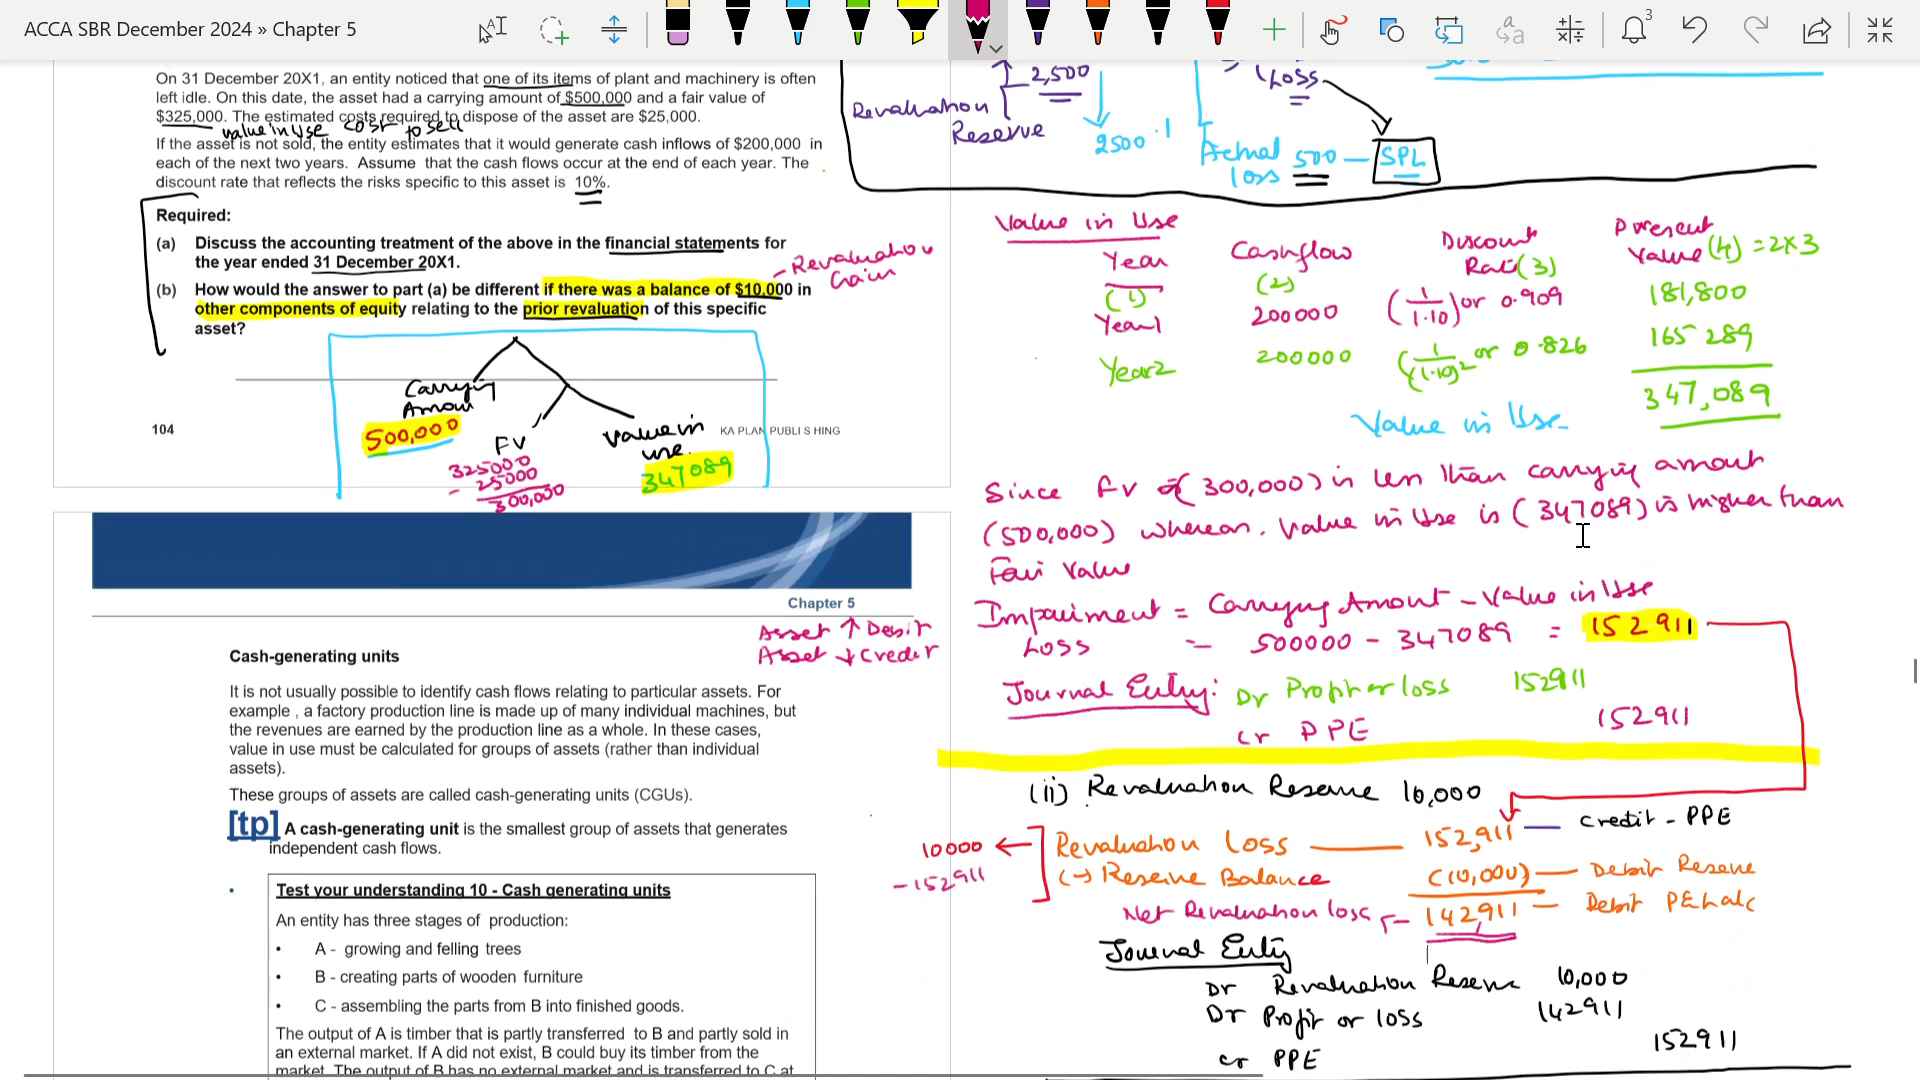 ACCA SBR December 2024 » Chapter 5
3
On 31 December 20X1, an entity noticed that one of its items of plant and machinery is often
left idle. On this date, the asset had a carrying amount of $500,000 and a fair value of
$325,000. The estimated costs required to dispose of the asset are $25,000.
value in Use cost to sell
If the asset is not sold, the entity estimates that it would generate cash inflows of $200,000 in
each of the next two years. Assume that the cash flows occur at the end of each year. The
discount rate that reflects the risks specific to this asset is 10%.
Required:
(a) Discuss the accounting treatment of the above in the financial statements for
the year ended 31 December 20X1.
(b) How would the answer to part (a) be different if there was a balance of $10,000 in
other components of equity relating to the prior revaluation of this specific
asset?
- Revaluation
Gain
Carrying
Amoun
500,000
FV
325000
- 25000
300,000
Value in
use
347089
104
KAPLAN PUBLISHING
Chapter 5
Asset ↑ Debit
Asset ↓ Credit
Cash-generating units
It is not usually possible to identify cash flows relating to particular assets. For
example , a factory production line is made up of many individual machines, but
the revenues are earned by the production line as a whole. In these cases,
value in use must be calculated for groups of assets (rather than individual
assets).
These groups of assets are called cash-generating units (CGUs).
[tp] A cash-generating unit is the smallest group of assets that generates
independent cash flows.
• Test your understanding 10 - Cash generating units
An entity has three stages of production:
• A - growing and felling trees
• B - creating parts of wooden furniture
• C - assembling the parts from B into finished goods.
The output of A is timber that is partly transferred to B and partly sold in
an external market. If A did not exist, B could buy its timber from the
market. The output of B has no external market and is transferred to C at
2,500
Revaluation
Reserve
2500
Loss
Actual
loss
500 — SPL
Value in Use
Year Cashflow Discount Rate (3) Present Value (4) = 2x3
(1) (2)
Year1 200000 (1/1.10) or 0.909 181,800
Year2 200000 (1/1.10)² or 0.826 165 289
347,089
Value in Use
Since FV of (300,000) is less than carrying amount
(500,000) whereas. Value in Use is (347089) is higher than
Fair Value
Impairment = Carrying Amont - Value in Use
Loss = 500000 - 347089 = 152911
Journal Entry: Dr Profit or loss 152911
cr PPE 152911
(ii) Revaluation Reserve 10,000
10000
-152911
Revaluation Loss — 152,911 — credit - PPE
(-) Reserve Balance (10,000) — Debit Reserve
Net Revaluation loss 142911 — Debit
Journal Entry
Dr Revaluation Reserve 10,000
Dr Profit or loss 142911
cr PPE 152911